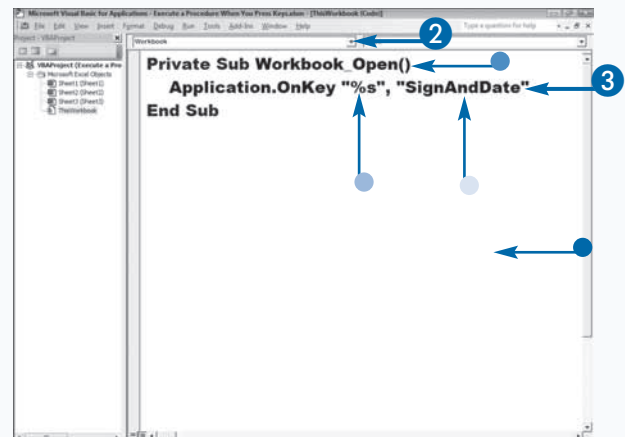 Microsoft Visual Basic for Applications - Execute a Procedure When You Press Keys.xlsm - [ThisWorkbook (Code)]
File Edit View Insert Format Debug Run Tools Add-Ins Window Help
Type a question for help
Project - VBAProject
Workbook
2
VBAProject (Execute a Pro
Microsoft Excel Objects
Sheet1 (Sheet1)
Sheet2 (Sheet2)
Sheet3 (Sheet3)
ThisWorkbook
Private Sub Workbook_Open()
Application.OnKey "%s", "SignAndDate"
3
End Sub